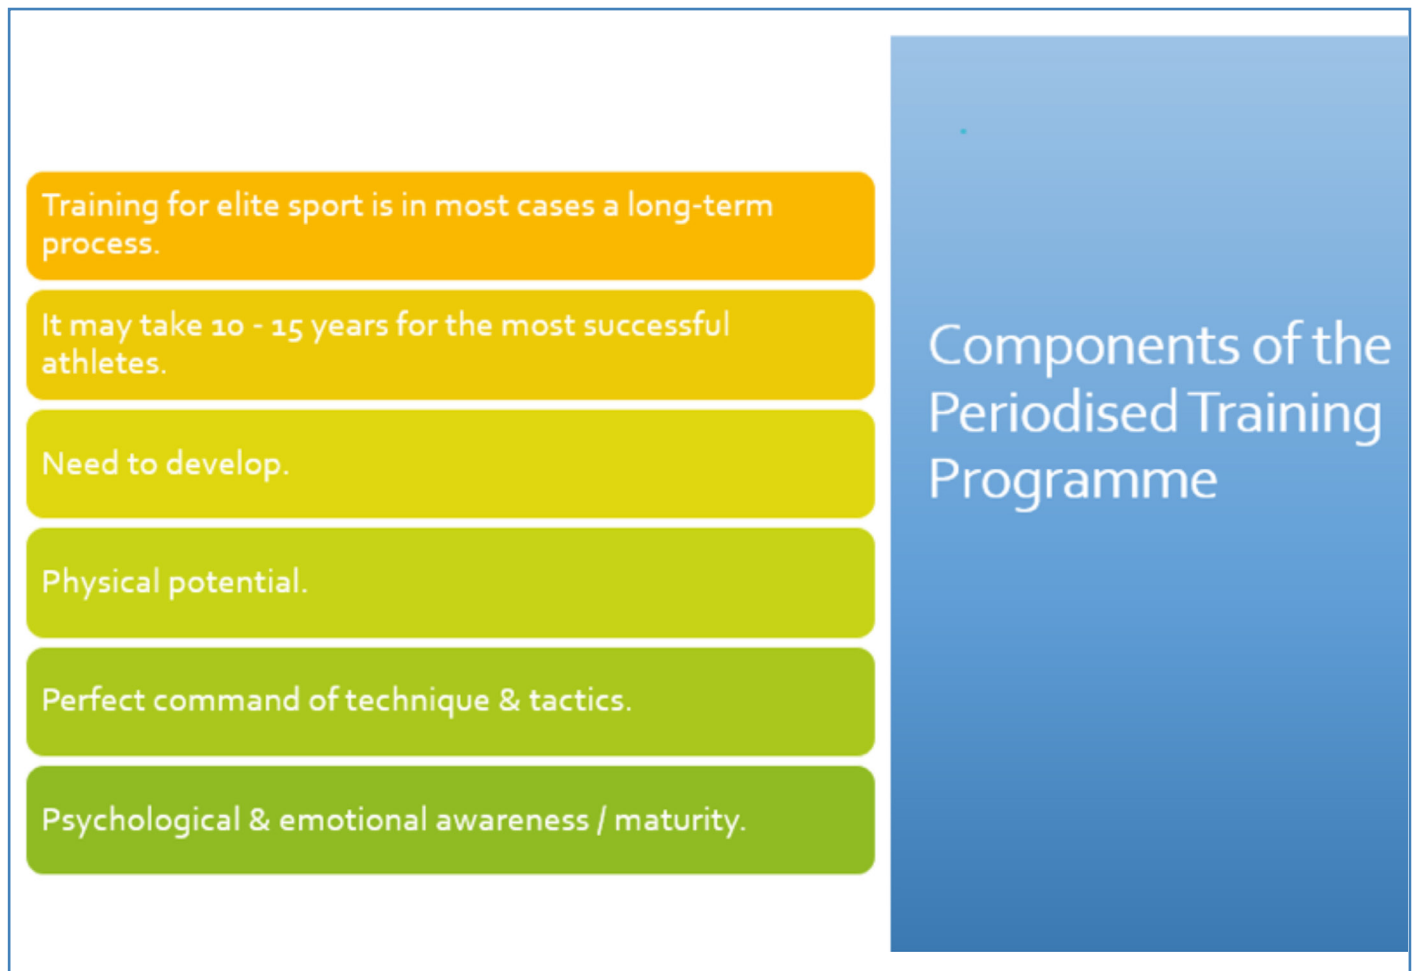 Training for elite sport is in most cases a long-term
process.
It may take 10 - 15 years for the most successful
athletes.
Need to develop.
Physical potential.
Perfect command of technique & tactics.
Psychological & emotional awareness / maturity.
Components of the
Periodised Training
Programme